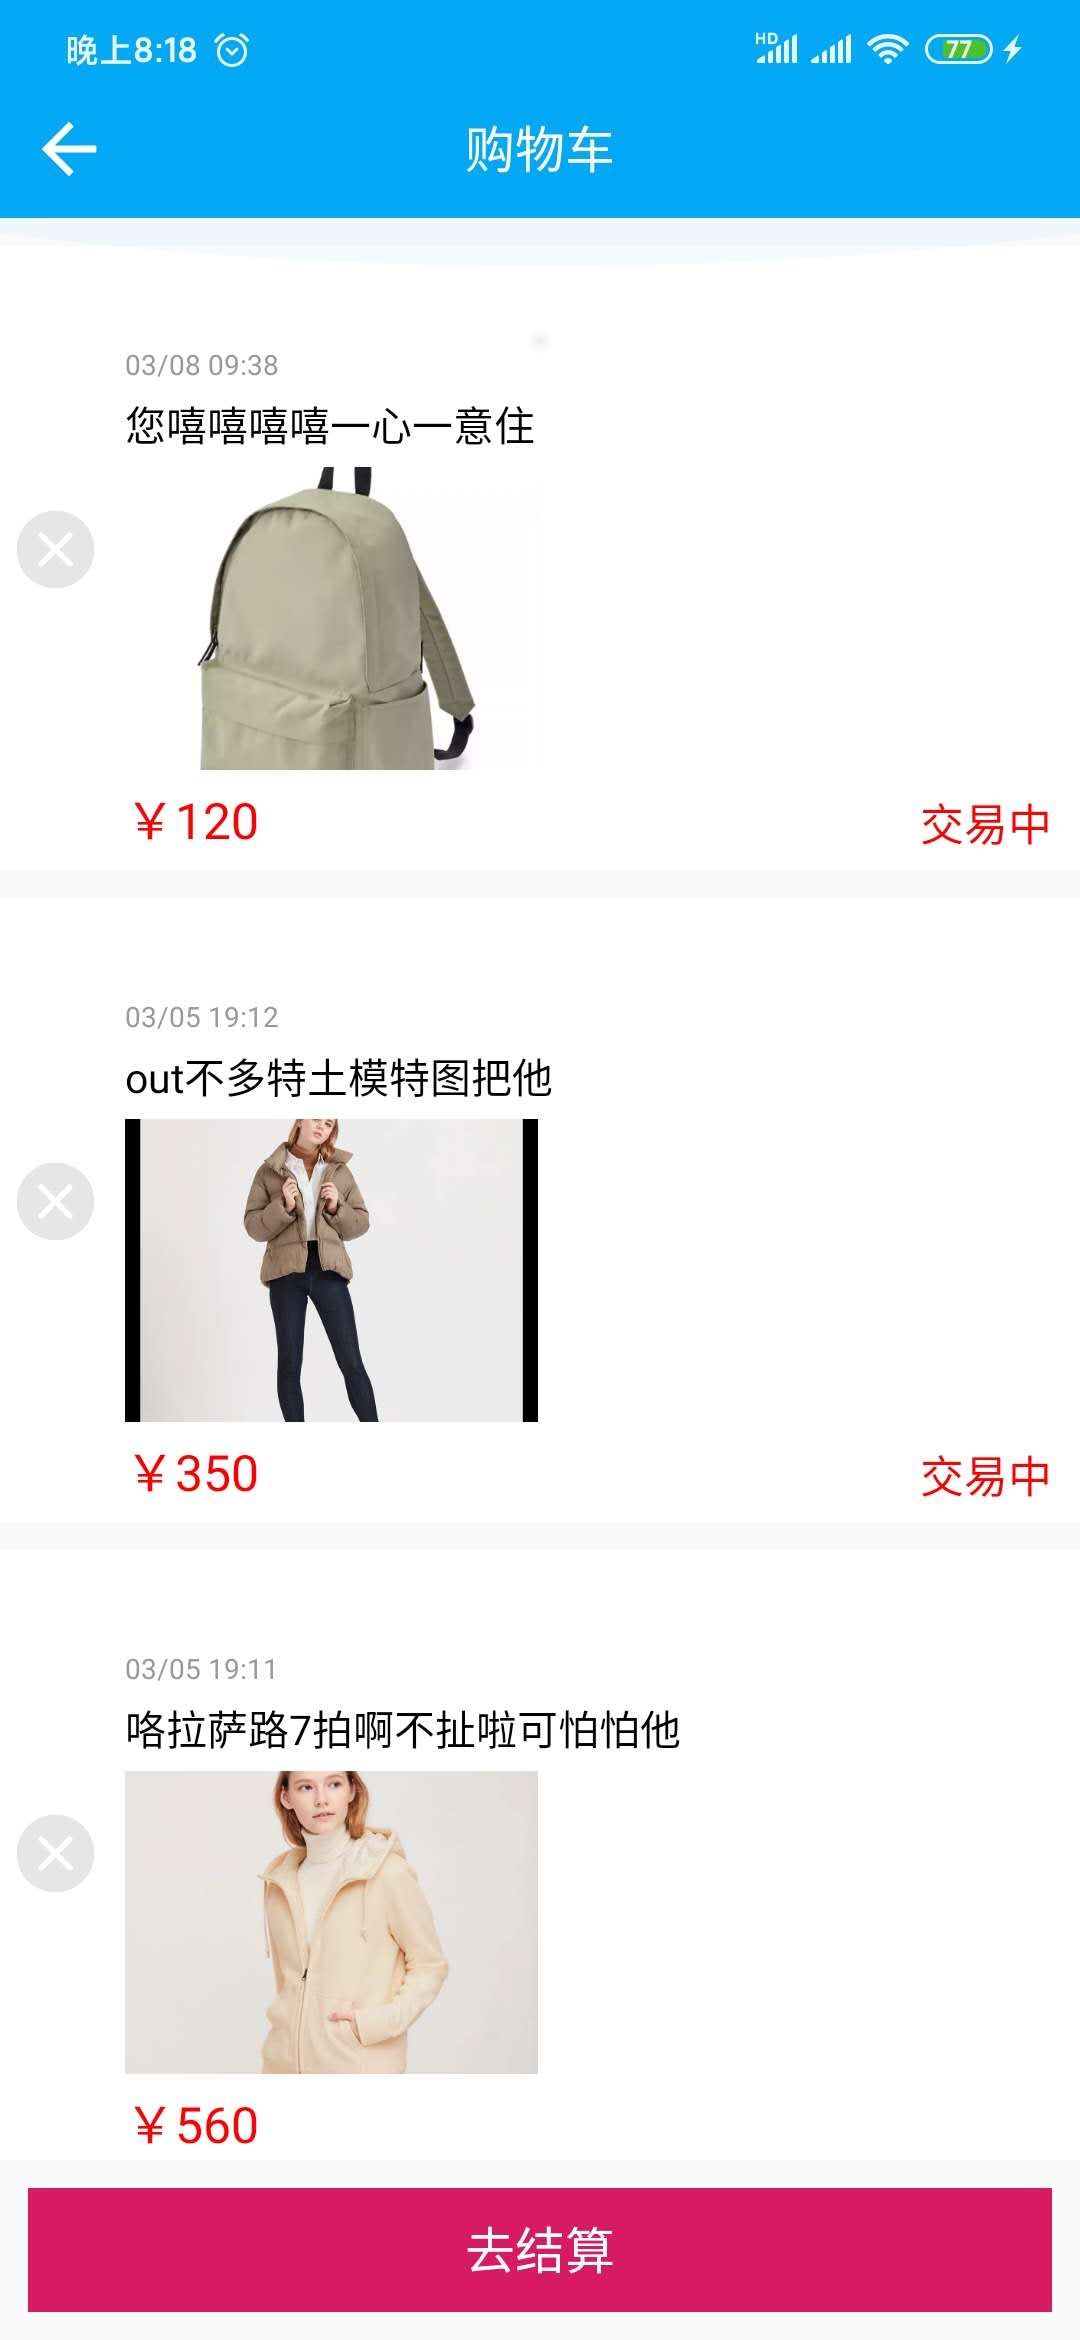 晚上8:18
HD
77
购物车
03/08 09:38
您嘻嘻嘻嘻一心一意住
￥120
交易中
03/05 19:12
out不多特土模特图把他
￥350
交易中
03/05 19:11
咯拉萨路7拍啊不扯啦可怕怕他
￥560
去结算